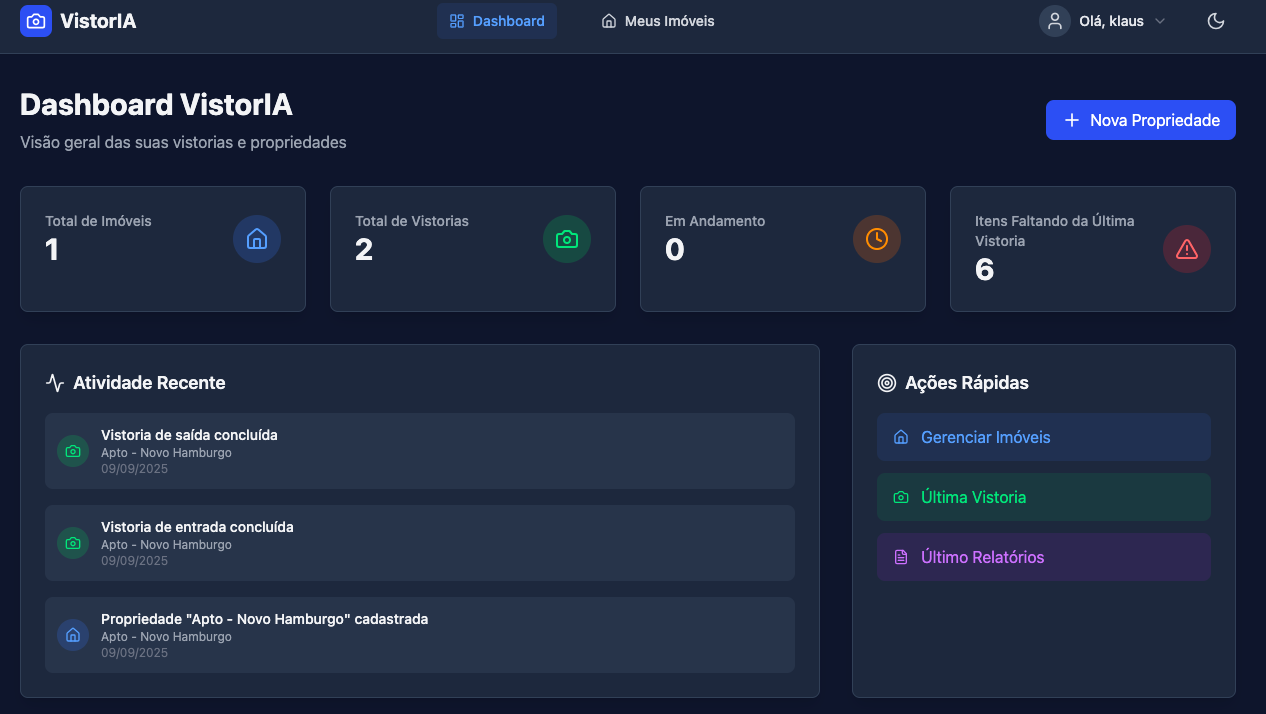 VistorIA
Dashboard
Meus Imóveis
Olá, klaus
Dashboard VistorIA
Visão geral das suas vistorias e propriedades
Nova Propriedade
Total de Imóveis
1
Total de Vistorias
2
Em Andamento
0
Itens Faltando da Última
Vistoria
6
Atividade Recente
Vistoria de saída concluída
Apto - Novo Hamburgo
09/09/2025
Vistoria de entrada concluída
Apto - Novo Hamburgo
09/09/2025
Propriedade "Apto - Novo Hamburgo" cadastrada
Apto - Novo Hamburgo
09/09/2025
Ações Rápidas
Gerenciar Imóveis
Última Vistoria
Último Relatórios